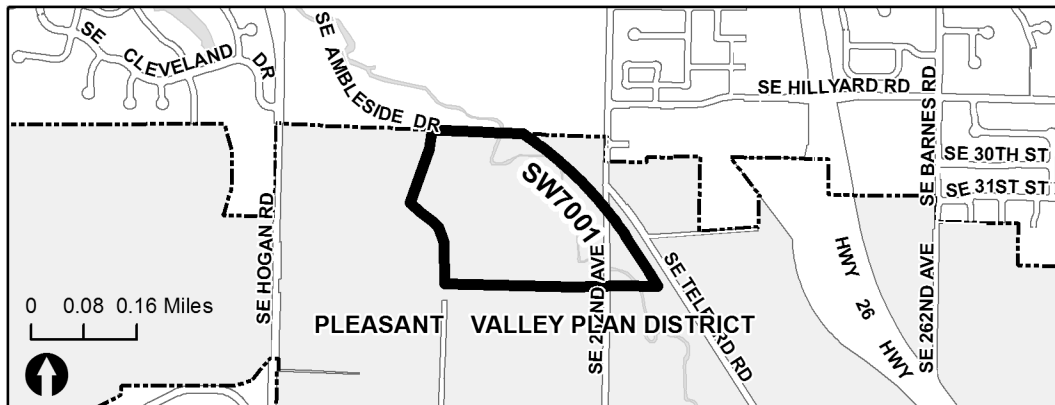 SE CLEVELAND DR
SE AMBLESIDE DR
SE HILLYARD RD
SE BARNES RD
SE 30TH ST
SE 31ST ST
SW7001
SE HOGAN RD
SE 252ND AVE
SE TELFORD RD
HWY 26 HWY
SE 262ND AVE
0 0.08 0.16 Miles
PLEASANT VALLEY PLAN DISTRICT